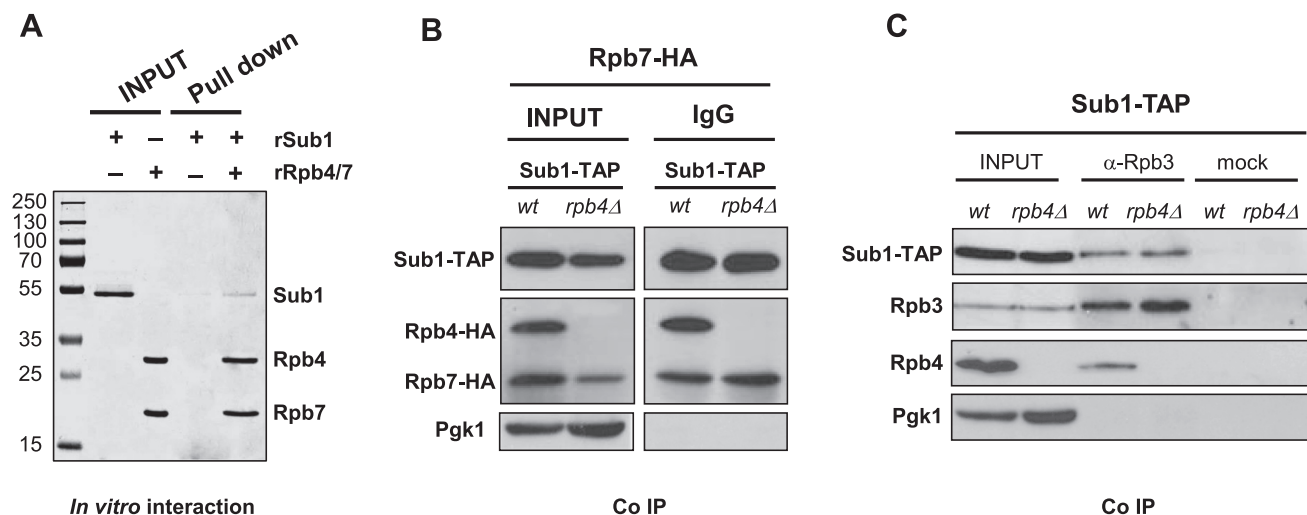 A
INPUT
Pull down
+ – + + rSub1
– + – + rRpb4/7
250
130
100
70
55
35
25
15
Sub1
Rpb4
Rpb7
In vitro interaction
B
Rpb7-HA
INPUT IgG
Sub1-TAP Sub1-TAP
wt rpb4Δ wt rpb4Δ
Sub1-TAP
Rpb4-HA
Rpb7-HA
Pgk1
Co IP
C
Sub1-TAP
INPUT α-Rpb3 mock
wt rpb4Δ wt rpb4Δ wt rpb4Δ
Sub1-TAP
Rpb3
Rpb4
Pgk1
Co IP